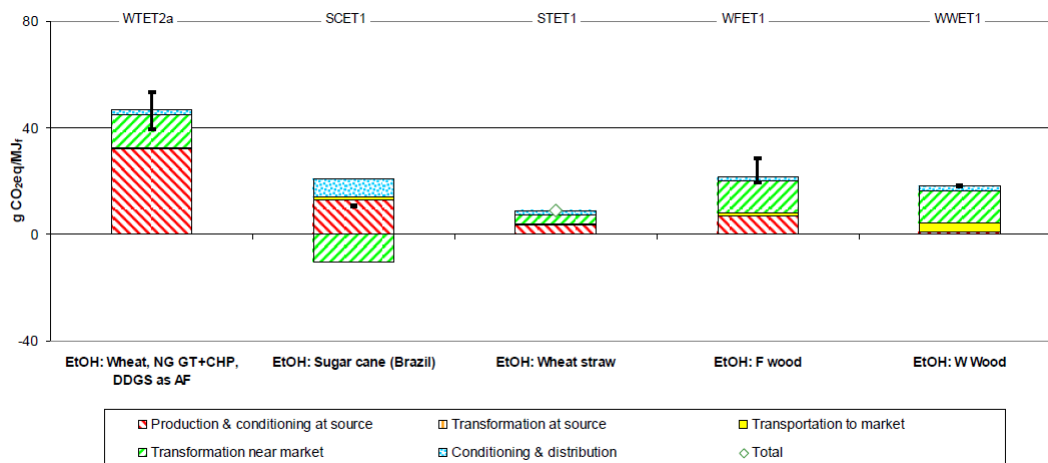 80
WTET2a
SCET1
STET1
WFET1
WWET1
40
g CO₂eq/MJf
0
-40
EtOH: Wheat, NG GT+CHP,
DDGS as AF
EtOH: Sugar cane (Brazil)
EtOH: Wheat straw
EtOH: F wood
EtOH: W Wood
Production & conditioning at source
Transformation at source
Transportation to market
Transformation near market
Conditioning & distribution
Total